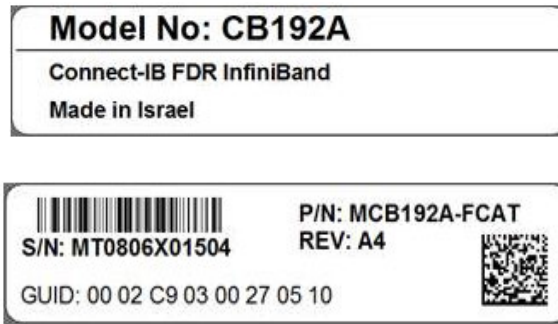 Model No: CB192A
Connect-IB FDR InfiniBand
Made in Israel
P/N: MCB192A-FCAT
S/N: MT0806X01504
REV: A4
GUID: 00 02 C9 03 00 27 05 10